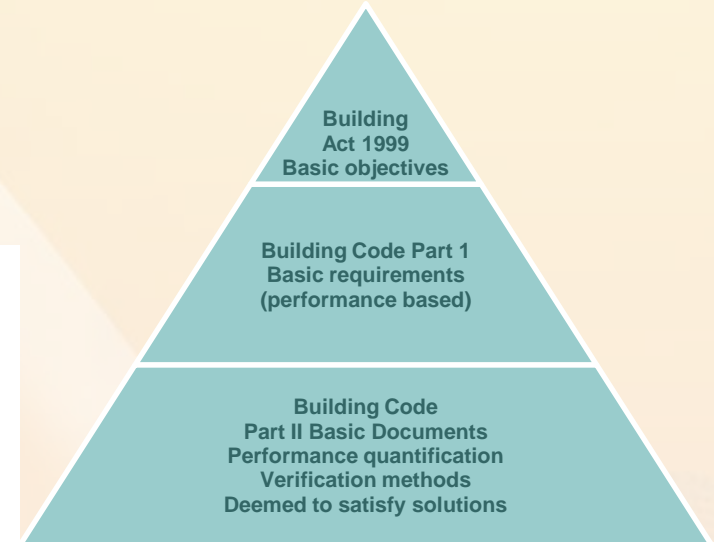 Building
Act 1999
Basic objectives
Building Code Part 1
Basic requirements
(performance based)
Building Code
Part II Basic Documents
Performance quantification
Verification methods
Deemed to satisfy solutions